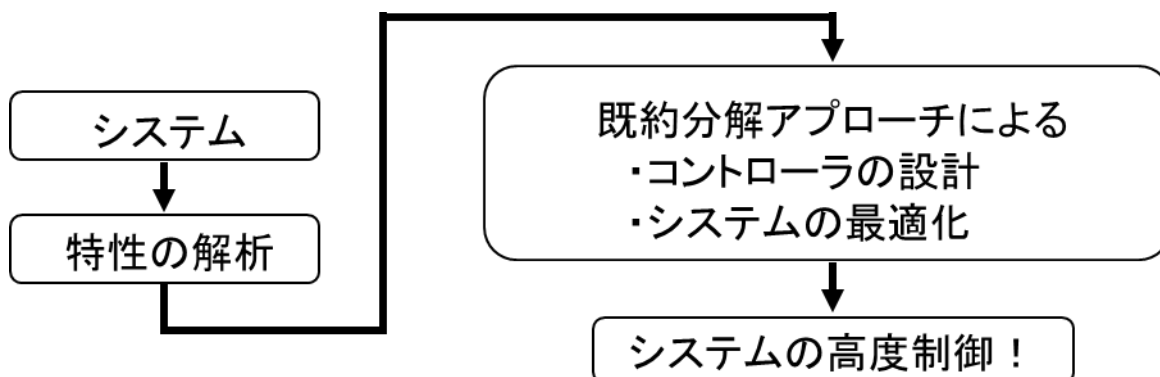 システム
特性の解析
既約分解アプローチによる
・コントローラの設計
・システムの最適化
システムの高度制御！